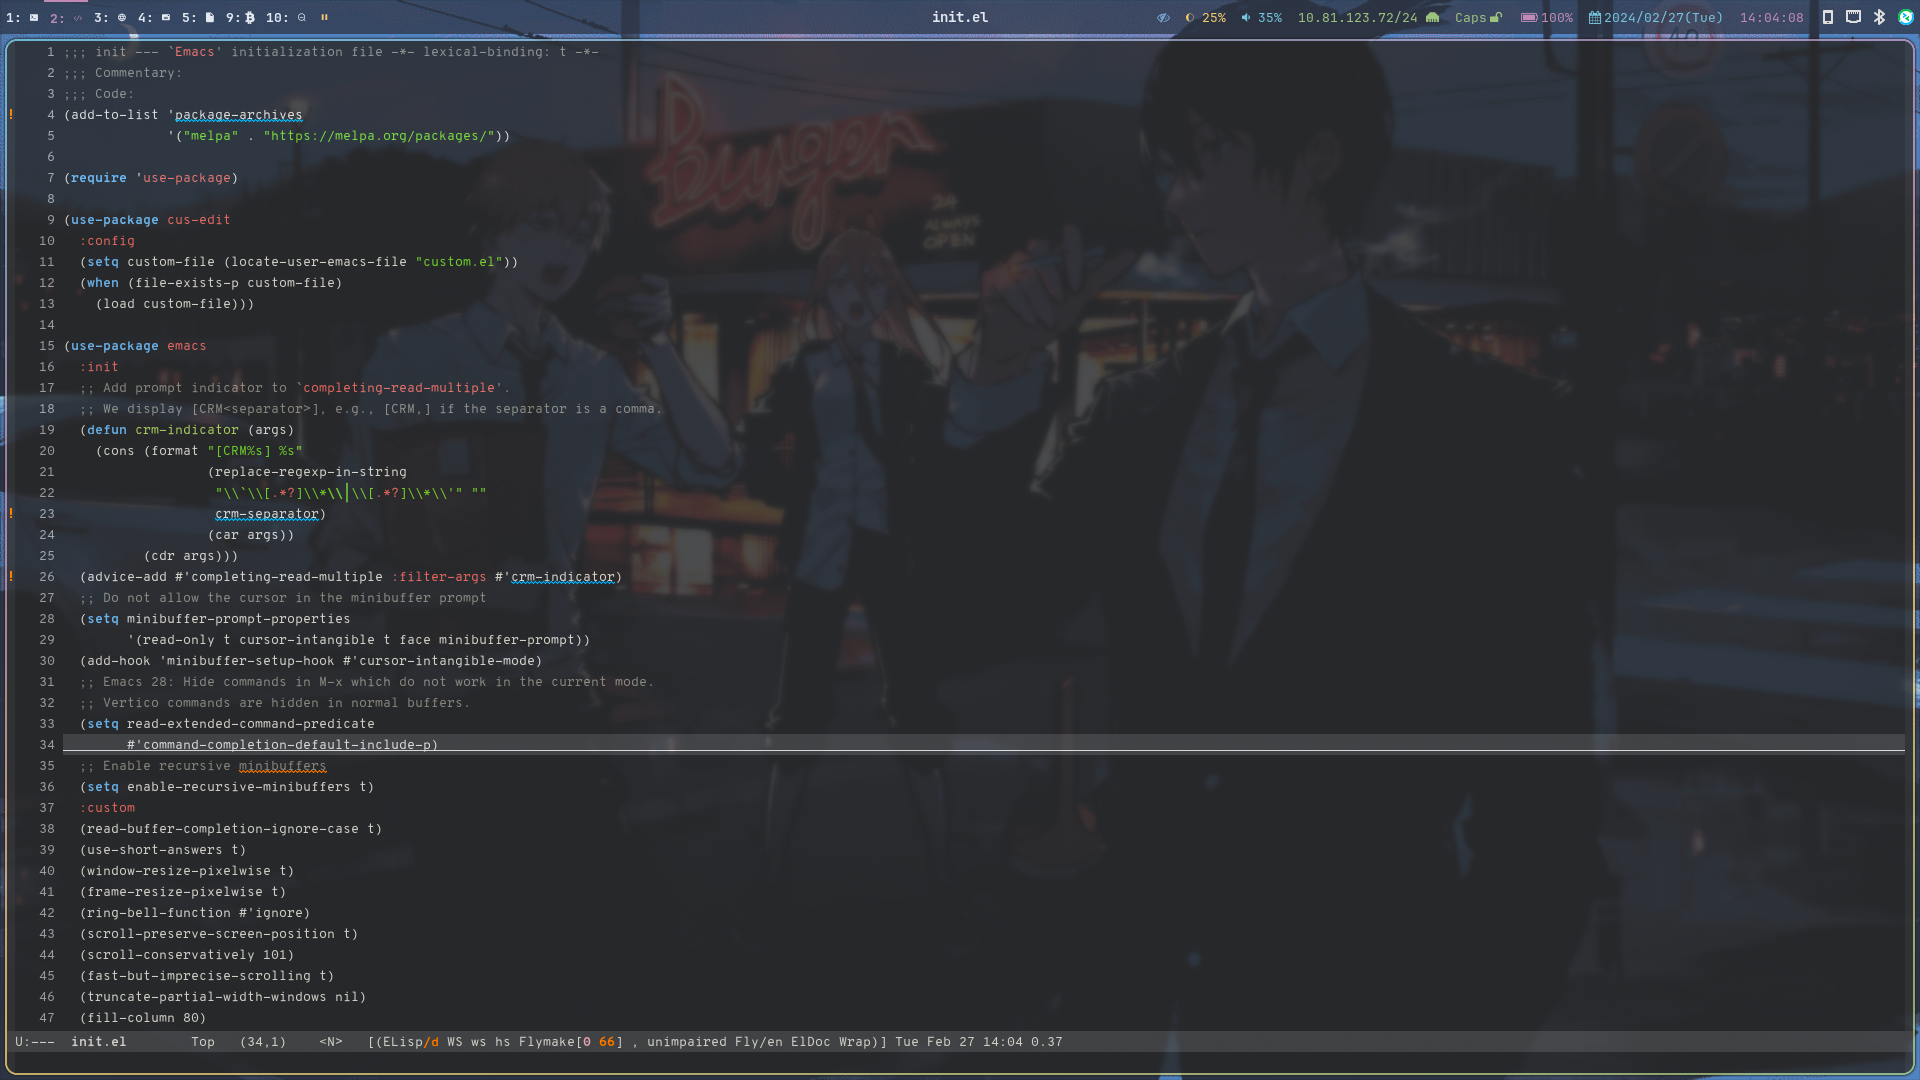 1: 2: 3: 4: 5: 9: 10: init.el 25% 35% 10.81.123.72/24 Caps 100% 2024/02/27(Tue) 14:04:08
1 ;;; init --- `Emacs' initialization file -*- lexical-binding: t -*-
2 ;;; Commentary:
3 ;;; Code:
! 4 (add-to-list 'package-archives
5 '("melpa" . "https://melpa.org/packages/"))
6
7 (require 'use-package)
8
9 (use-package cus-edit
10 :config
11 (setq custom-file (locate-user-emacs-file "custom.el"))
12 (when (file-exists-p custom-file)
13 (load custom-file)))
14
15 (use-package emacs
16 :init
17 ;; Add prompt indicator to `completing-read-multiple'.
18 ;; We display [CRM<separator>], e.g., [CRM,] if the separator is a comma.
19 (defun crm-indicator (args)
20 (cons (format "[CRM%s] %s"
21 (replace-regexp-in-string
22 "\\`\\[.*?]\\*\\|\\[.*?]\\*\\'" ""
! 23 crm-separator)
24 (car args))
25 (cdr args)))
! 26 (advice-add #'completing-read-multiple :filter-args #'crm-indicator)
27 ;; Do not allow the cursor in the minibuffer prompt
28 (setq minibuffer-prompt-properties
29 '(read-only t cursor-intangible t face minibuffer-prompt))
30 (add-hook 'minibuffer-setup-hook #'cursor-intangible-mode)
31 ;; Emacs 28: Hide commands in M-x which do not work in the current mode.
32 ;; Vertico commands are hidden in normal buffers.
33 (setq read-extended-command-predicate
34 #'command-completion-default-include-p)
35 ;; Enable recursive minibuffers
36 (setq enable-recursive-minibuffers t)
37 :custom
38 (read-buffer-completion-ignore-case t)
39 (use-short-answers t)
40 (window-resize-pixelwise t)
41 (frame-resize-pixelwise t)
42 (ring-bell-function #'ignore)
43 (scroll-preserve-screen-position t)
44 (scroll-conservatively 101)
45 (fast-but-imprecise-scrolling t)
46 (truncate-partial-width-windows nil)
47 (fill-column 80)
U:--- init.el Top (34,1) <N> [(ELisp/d WS ws hs Flymake[0 66] , unimpaired Fly/en ElDoc Wrap)] Tue Feb 27 14:04 0.37
Burger
24
ALWAYS
OPEN
40